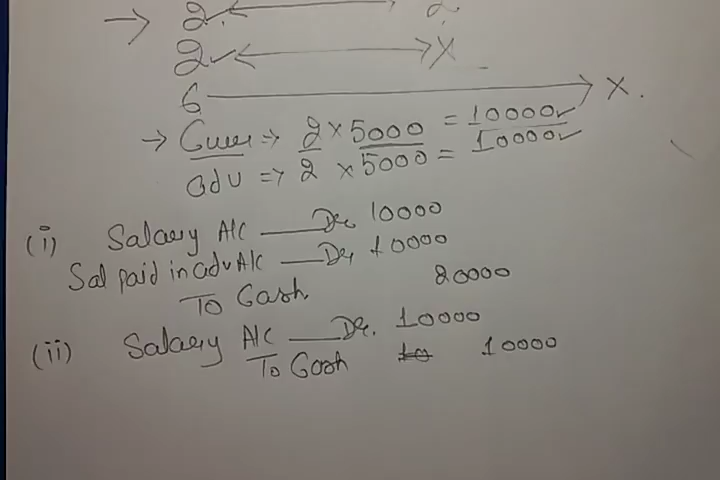 → 2. ↔ 2.
2✓ ↔ X
6 → X.
→ Curr ⇒ 2 × 5000 = 10000✓
adv ⇒ 2 × 5000 = 10000✓
(i) Salary A/c — Dr. 10000
Sal paid in adv A/c — Dr. 10000
To Cash 20000
(ii) Salary A/c — Dr. 10000
To Cash 10000